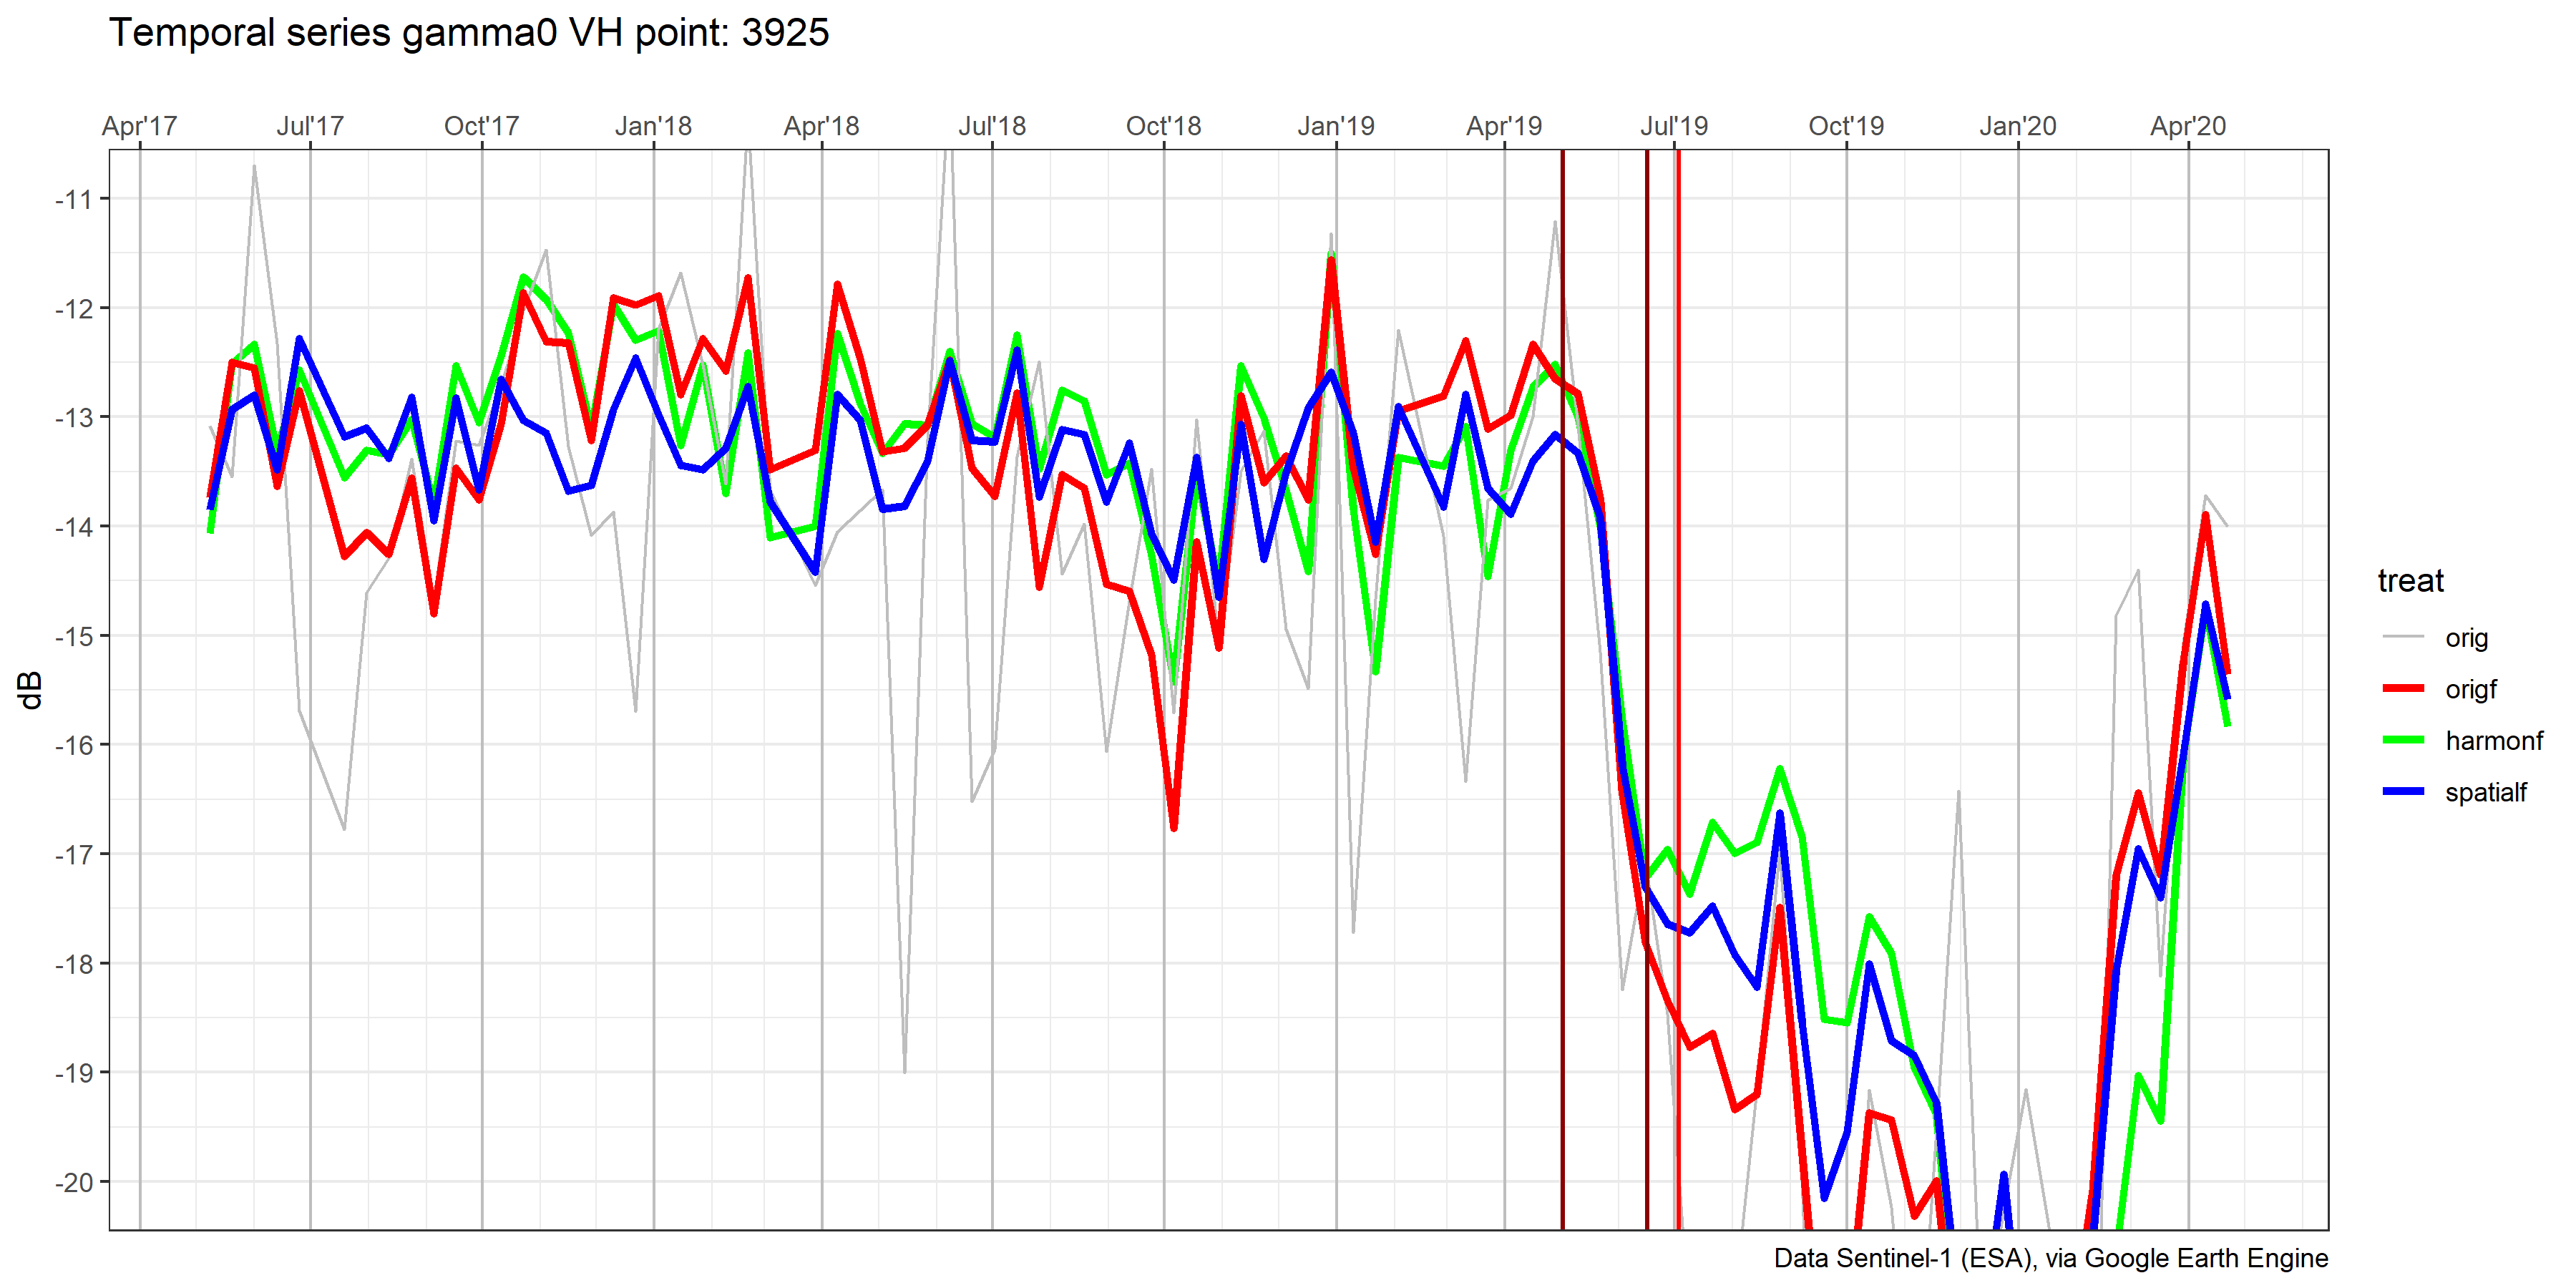 Temporal series gamma0 VH point: 3925
Apr'17 Jul'17 Oct'17 Jan'18 Apr'18 Jul'18 Oct'18 Jan'19 Apr'19 Jul'19 Oct'19 Jan'20 Apr'20
-11
-12
-13
-14
-15
-16
-17
-18
-19
-20
dB
treat
orig
origf
harmonf
spatialf
Data Sentinel-1 (ESA), via Google Earth Engine